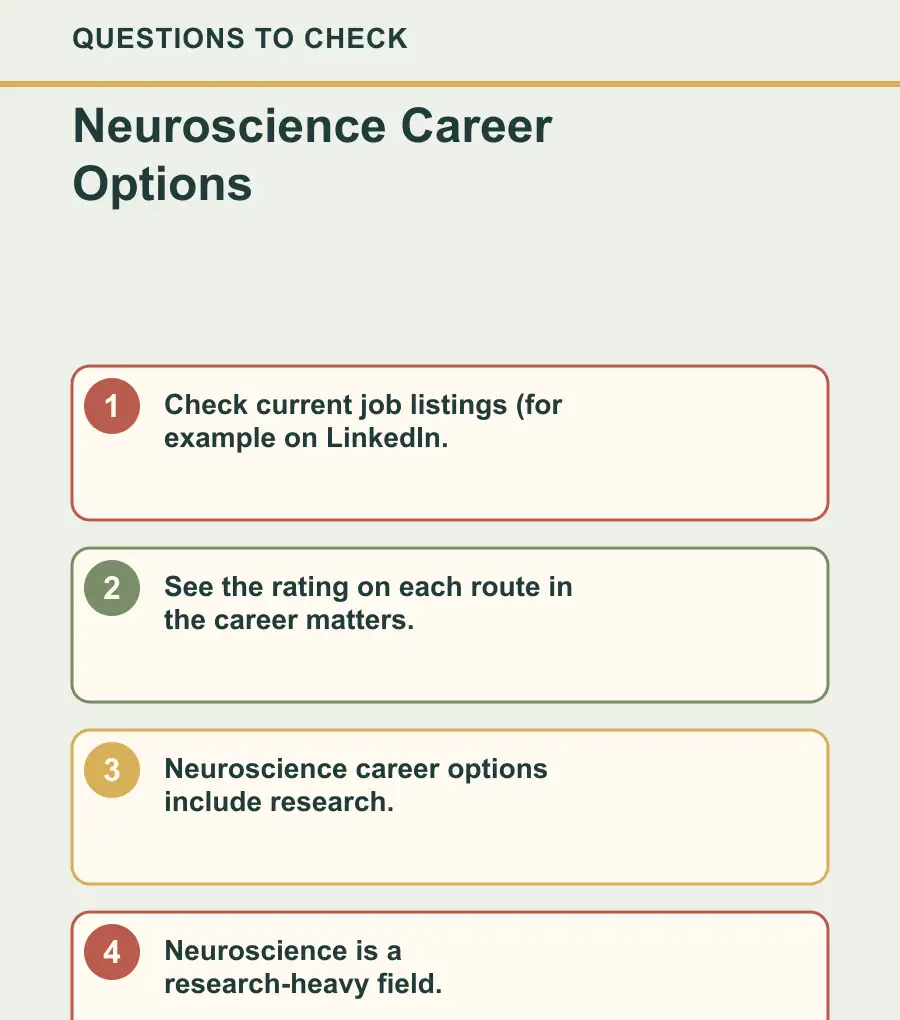 QUESTIONS TO CHECK
Neuroscience Career
Options
1
Check current job listings (for
example on LinkedIn.
2
See the rating on each route in
the career matters.
3
Neuroscience career options
include research.
4
Neuroscience is a
research-heavy field.